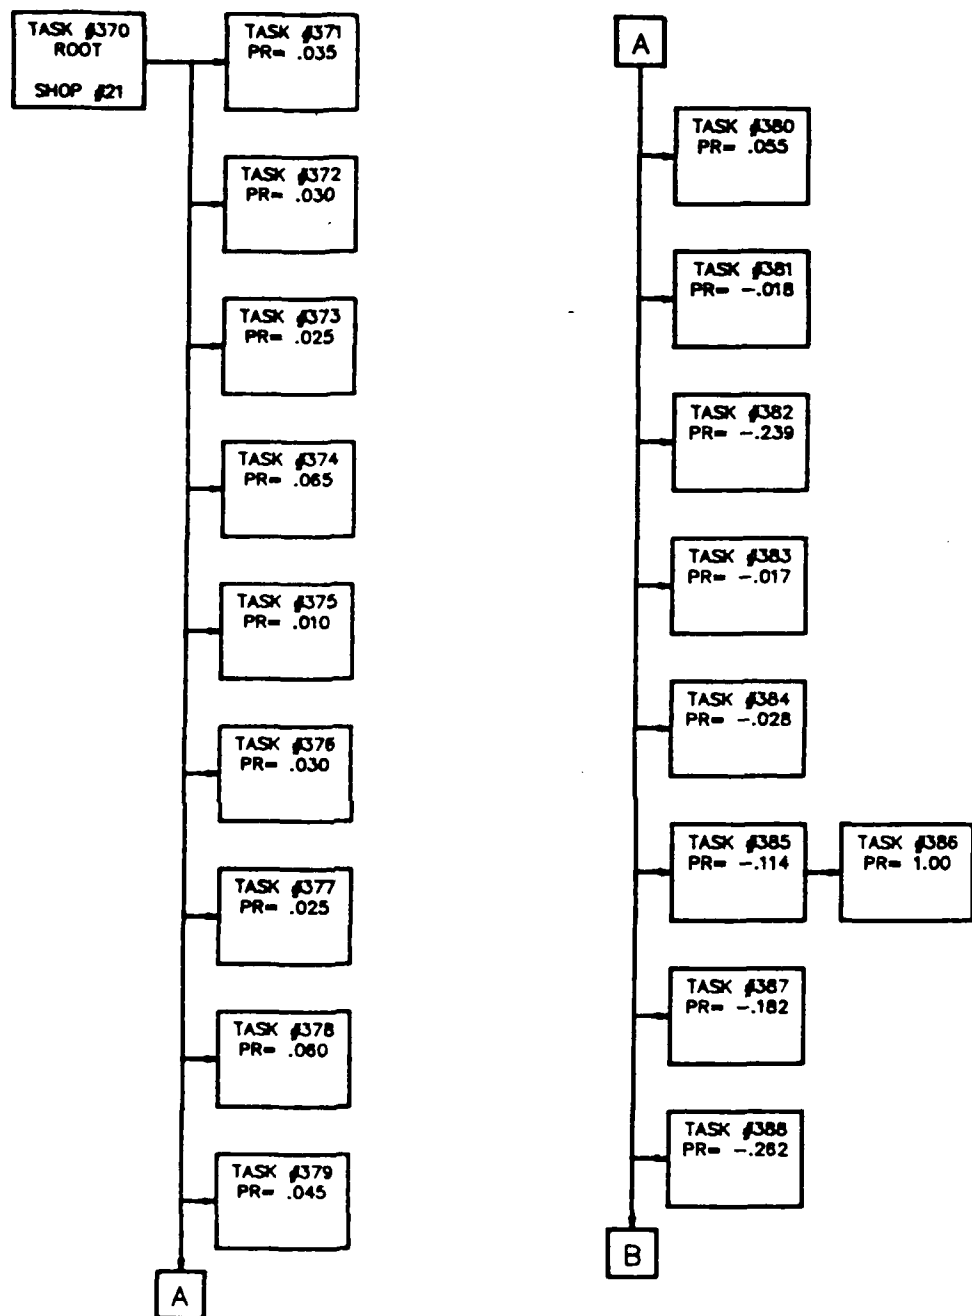 TASK #370
ROOT
SHOP #21
TASK #371
PR= .035
TASK #372
PR= .030
TASK #373
PR= .025
TASK #374
PR= .065
TASK #375
PR= .010
TASK #376
PR= .030
TASK #377
PR= .025
TASK #378
PR= .060
TASK #379
PR= .045
A
A
TASK #380
PR= .055
TASK #381
PR= -.018
TASK #382
PR= -.239
TASK #383
PR= -.017
TASK #384
PR= -.028
TASK #385
PR= -.114
TASK #386
PR= 1.00
TASK #387
PR= -.182
TASK #388
PR= -.262
B